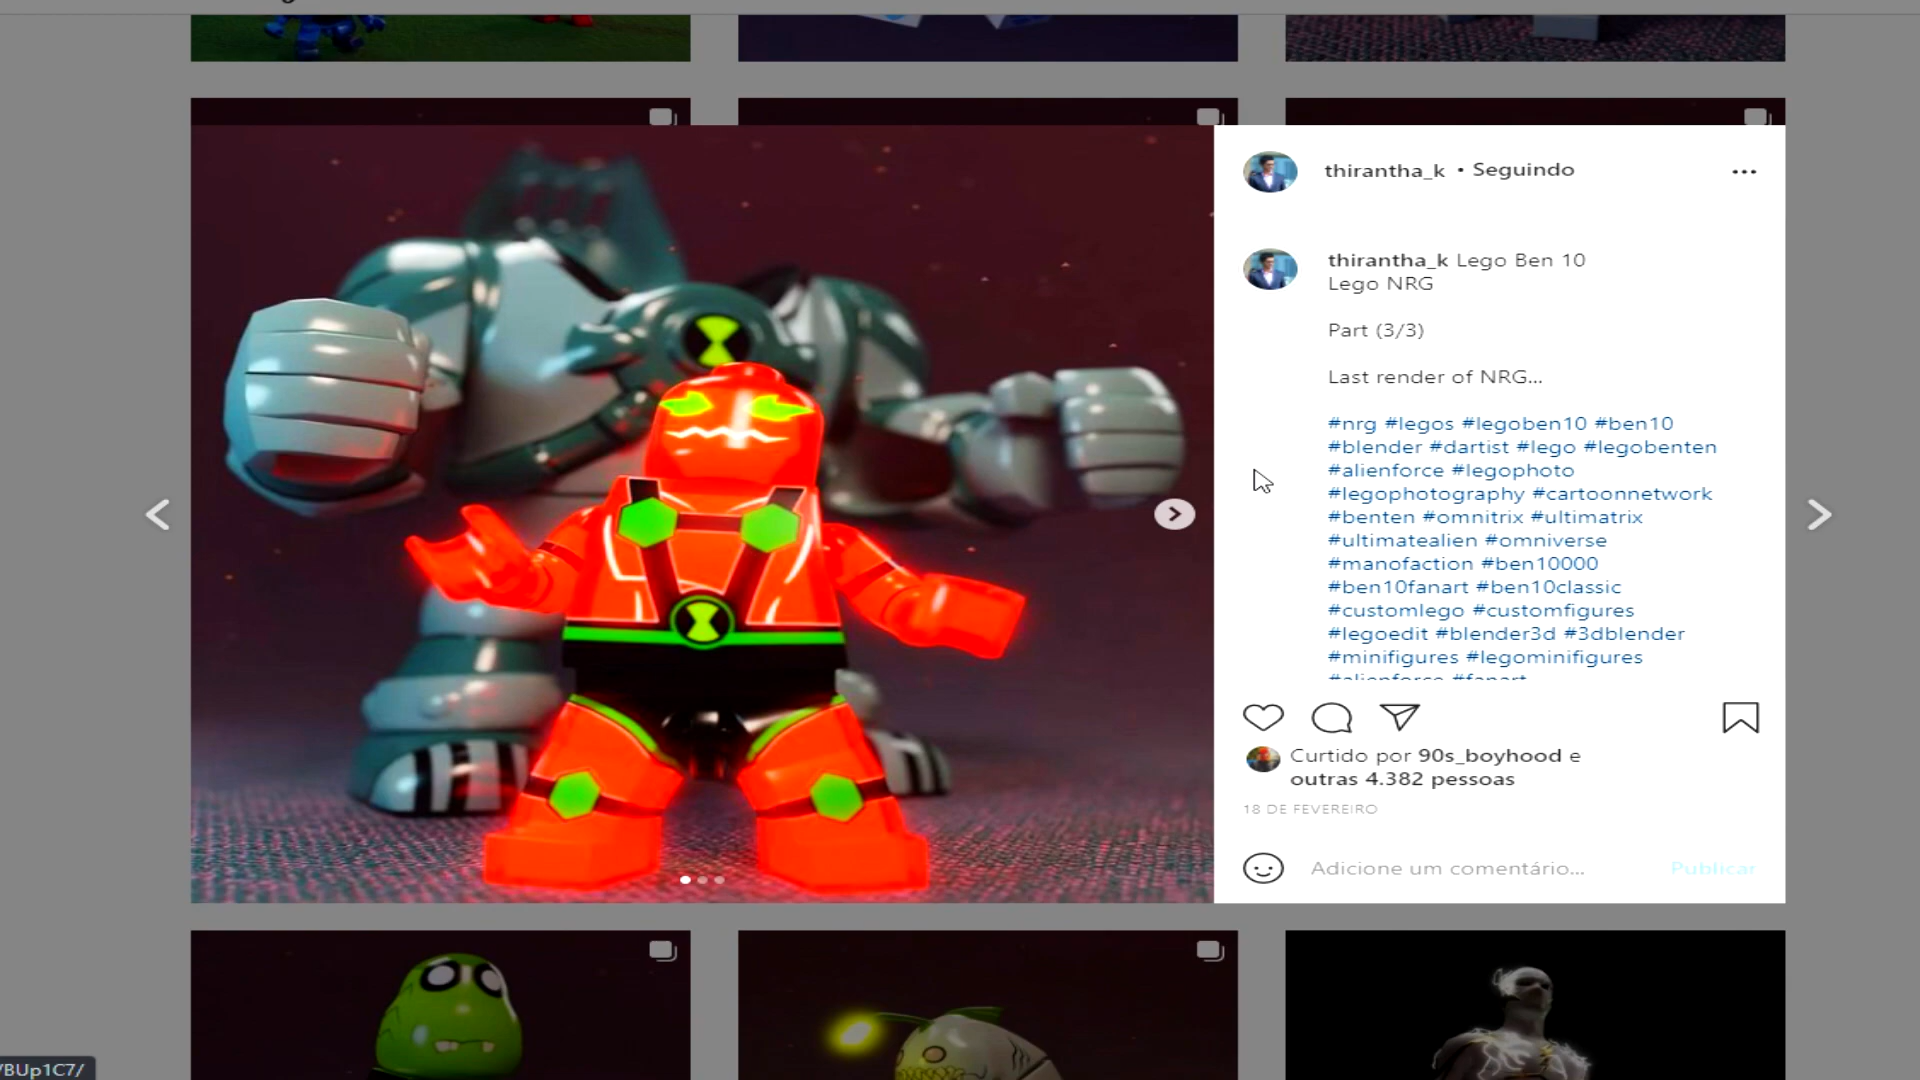 thirantha_k • Seguindo
thirantha_k Lego Ben 10
Lego NRG
Part (3/3)
Last render of NRG...
#nrg #legos #legoben10 #ben10
#blender #dartist #lego #legobenten
#alienforce #legophoto
#legophotography #cartoonnetwork
#benten #omnitrix #ultimatrix
#ultimatealien #omniverse
#manofaction #ben10000
#ben10fanart #ben10classic
#customlego #customfigures
#legoedit #blender3d #3dblender
#minifigures #legominifigures
#alienforce #fanart
Curtido por 90s_boyhood e
outras 4.382 pessoas
18 DE FEVEREIRO
Adicione um comentário... Publicar
/BUp1C7/